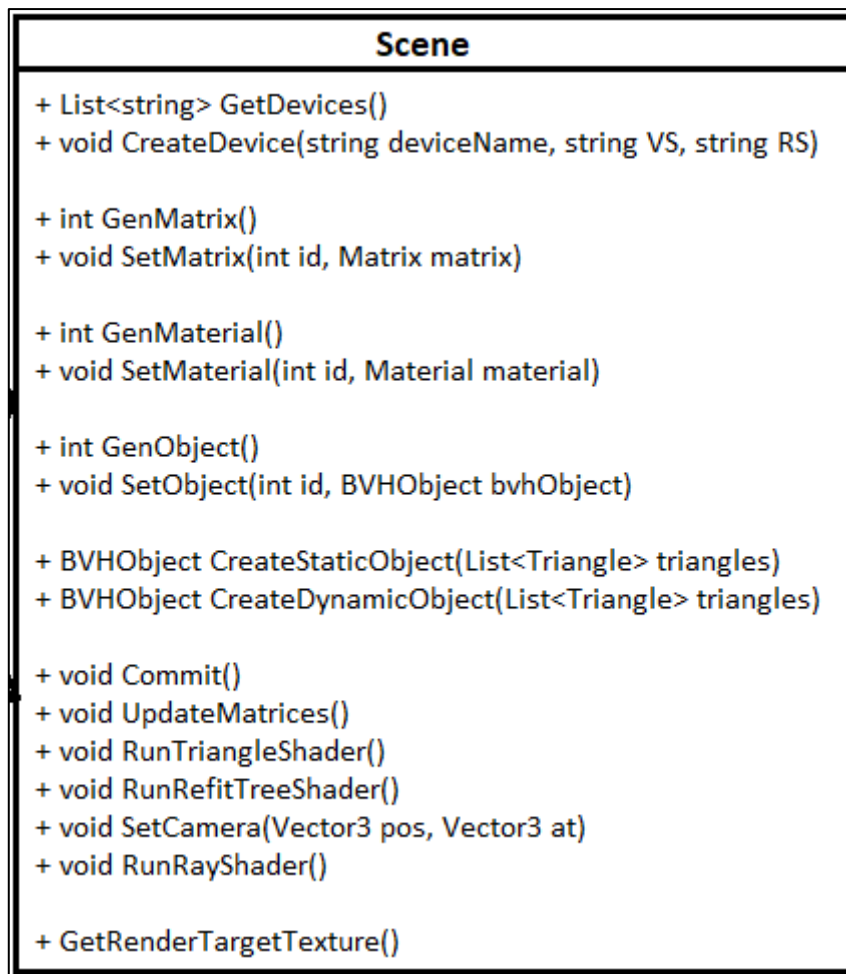 Scene
+ List<string> GetDevices()
+ void CreateDevice(string deviceName, string VS, string RS)
+ int GenMatrix()
+ void SetMatrix(int id, Matrix matrix)
+ int GenMaterial()
+ void SetMaterial(int id, Material material)
+ int GenObject()
+ void SetObject(int id, BVHObject bvhObject)
+ BVHObject CreateStaticObject(List<Triangle> triangles)
+ BVHObject CreateDynamicObject(List<Triangle> triangles)
+ void Commit()
+ void UpdateMatrices()
+ void RunTriangleShader()
+ void RunRefitTreeShader()
+ void SetCamera(Vector3 pos, Vector3 at)
+ void RunRayShader()
+ GetRenderTargetTexture()